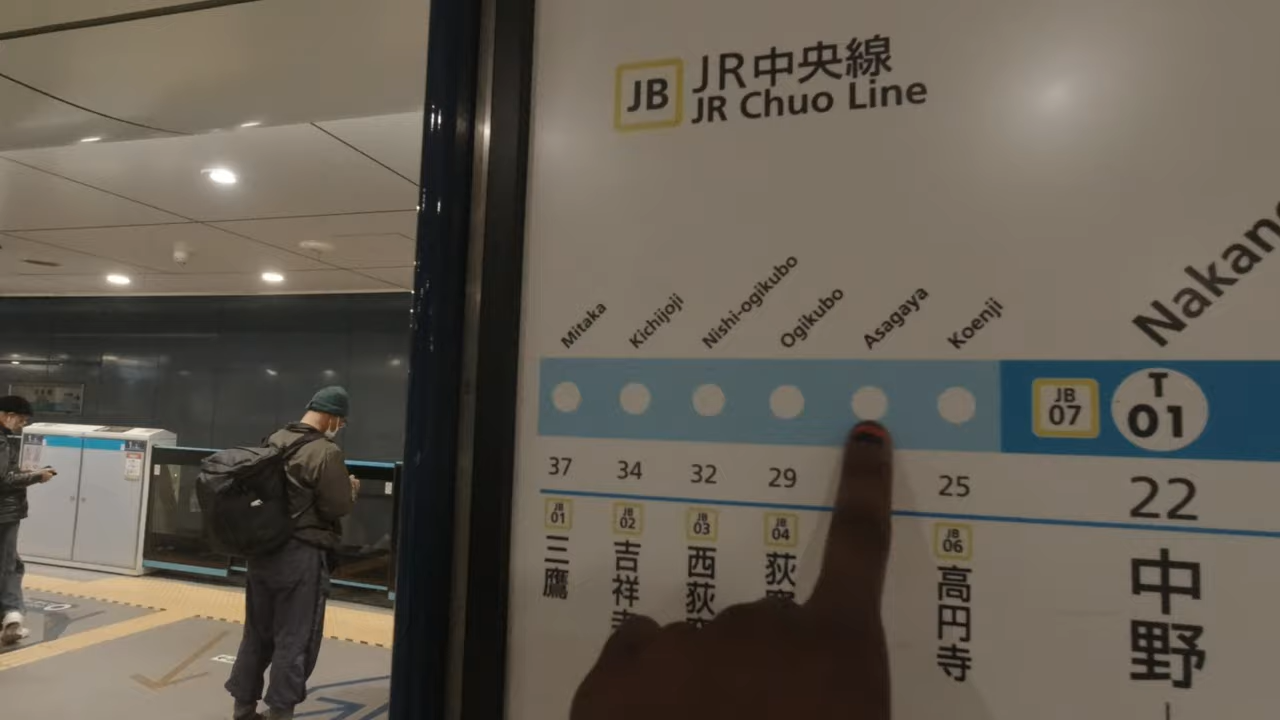 JB JR中央線
JR Chuo Line
Mitaka
Kichijoji
Nishi-ogikubo
Ogikubo
Asagaya
Koenji
Nakan
JB 07
T 01
37
34
32
29
25
22
JB 01
JB 02
JB 03
JB 04
JB 06
三鷹
吉祥寺
西荻
荻
高円寺
中野